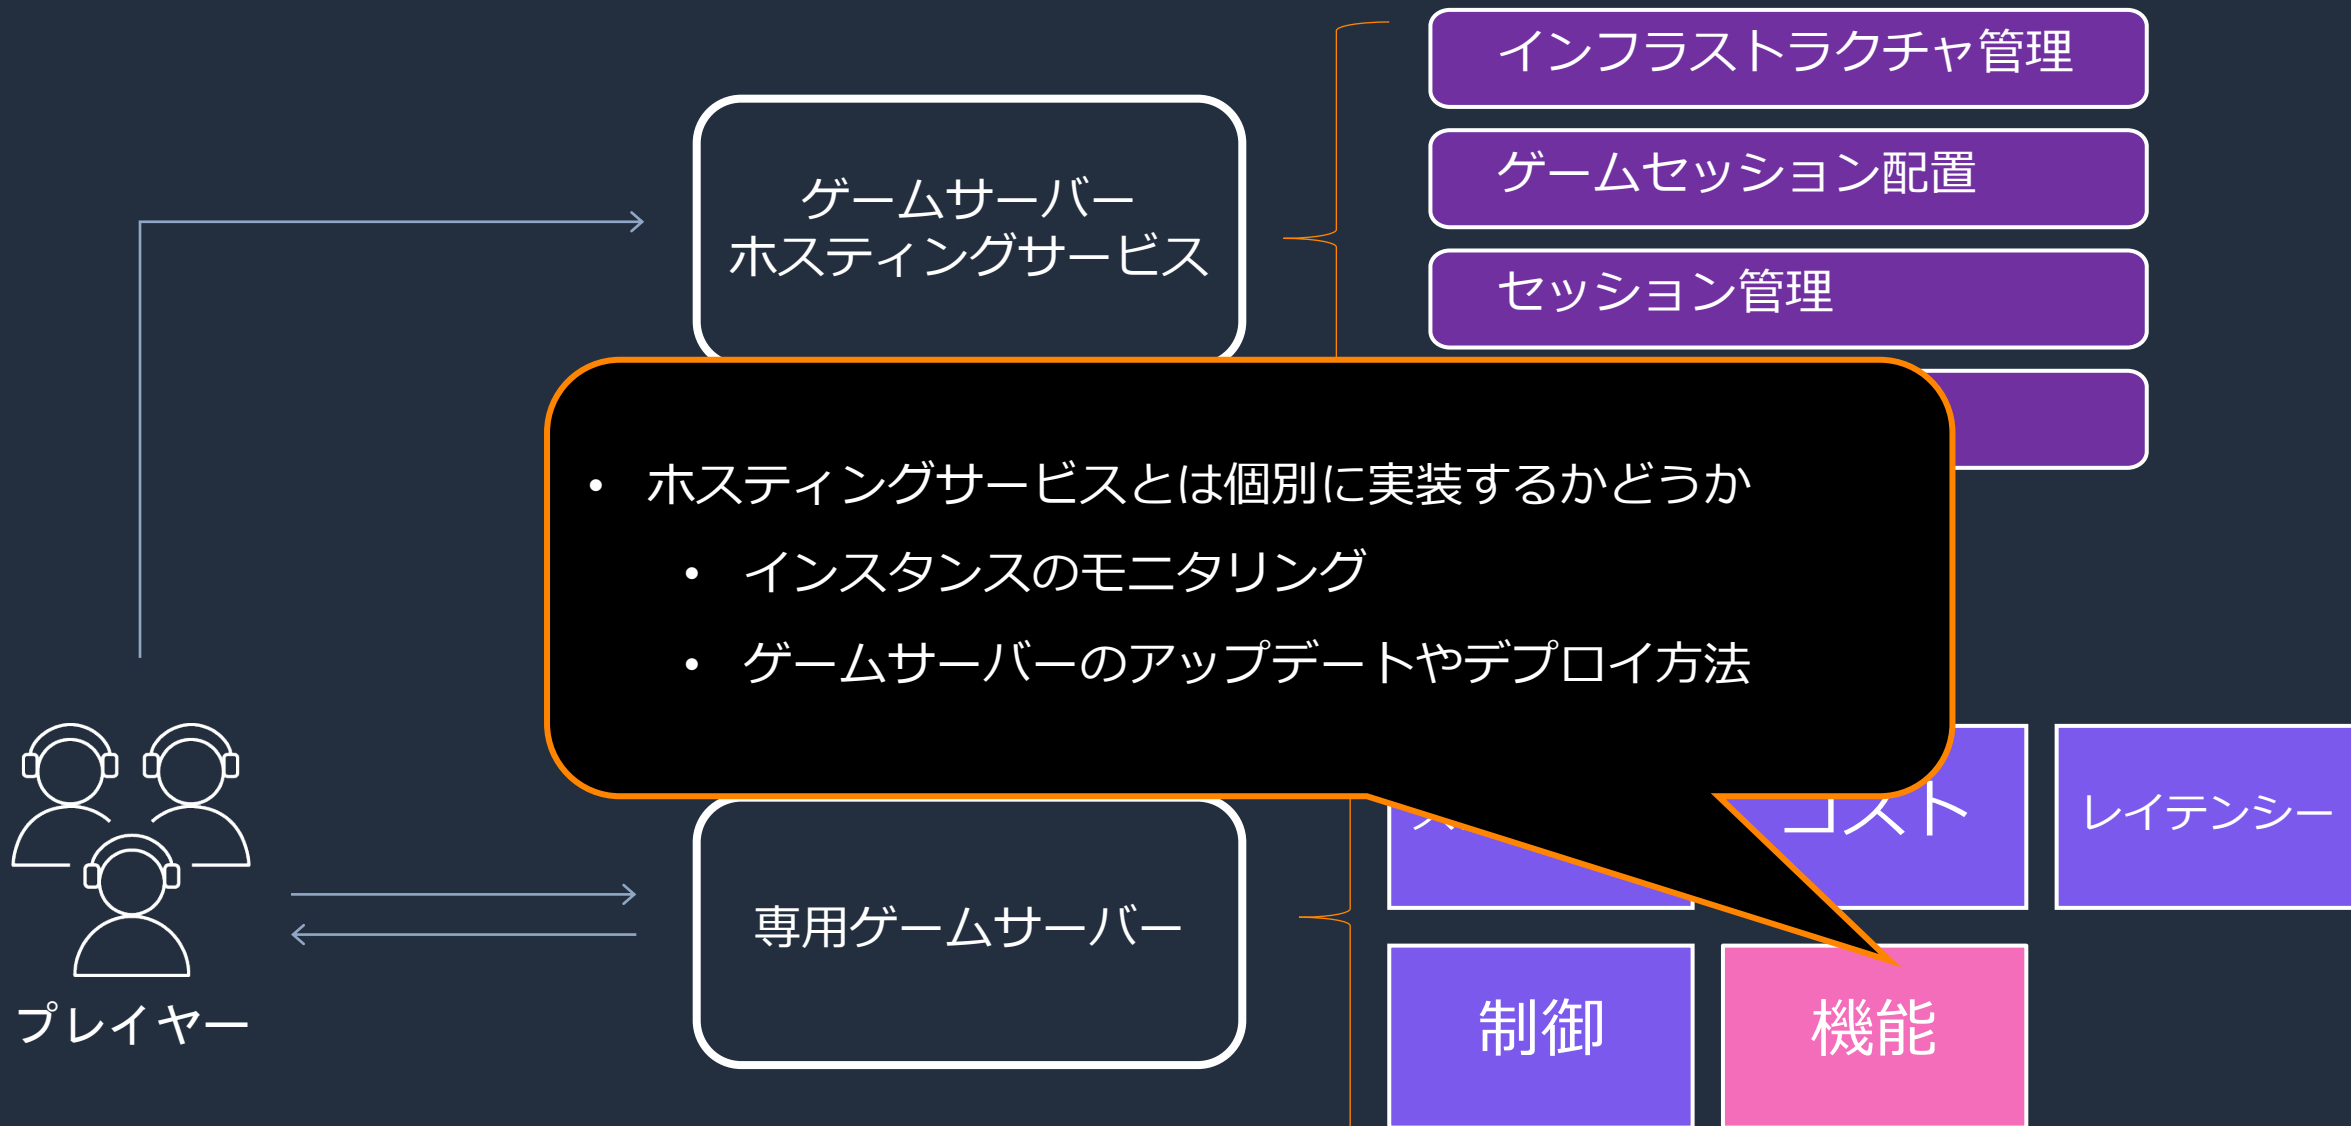 インフラストラクチャ管理
ゲームセッション配置
セッション管理
ゲームサーバー
ホスティングサービス
• ホスティングサービスとは個別に実装するかどうか
• インスタンスのモニタリング
• ゲームサーバーのアップデートやデプロイ方法
コスト
レイテンシー
専用ゲームサーバー
制御
機能
プレイヤー